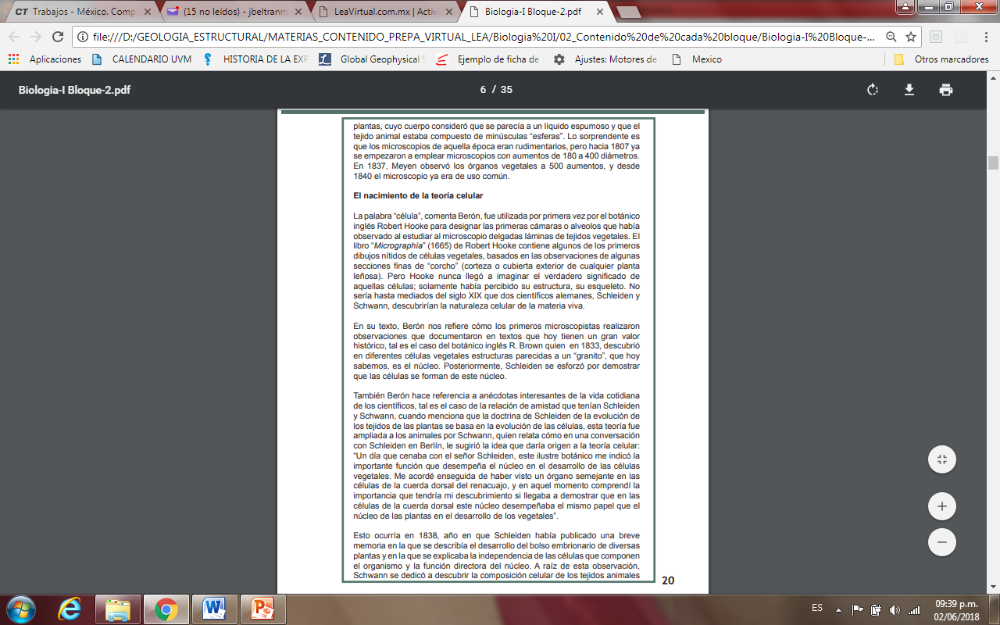 CT Trabajos - México. Comp
(15 no leídos) - jbeltranm
LeaVirtual.com.mx | Activi
Biologia-I Bloque-2.pdf
file:///D:/GEOLOGIA_ESTRUCTURAL/MATERIAS_CONTENIDO_PREPA_VIRTUAL_LEA/Biologia%20I/02_Contenido%20de%20cada%20bloque/Biologia-I%20Bloque-...
Aplicaciones
CALENDARIO UVM
HISTORIA DE LA EXP
Global Geophysical S
Ejemplo de ficha de
Ajustes: Motores de
Mexico
Otros marcadores
Biologia-I Bloque-2.pdf
6 / 35
plantas, cuyo cuerpo consideró que se parecía a un líquido espumoso y que el
tejido animal estaba compuesto de minúsculas “esferas”. Lo sorprendente es
que los microscopios de aquella época eran rudimentarios, pero hacia 1807 ya
se empezaron a emplear microscopios con aumentos de 180 a 400 diámetros.
En 1837, Meyen observó los órganos vegetales a 500 aumentos, y desde
1840 el microscopio ya era de uso común.
El nacimiento de la teoría celular
La palabra “célula”, comenta Berón, fue utilizada por primera vez por el botánico
inglés Robert Hooke para designar las primeras cámaras o alveolos que había
observado al estudiar al microscopio delgadas láminas de tejidos vegetales. El
libro “Micrographía” (1665) de Robert Hooke contiene algunos de los primeros
dibujos nítidos de células vegetales, basados en las observaciones de algunas
secciones finas de “corcho” (corteza o cubierta exterior de cualquier planta
leñosa). Pero Hooke nunca llegó a imaginar el verdadero significado de
aquellas células; solamente había percibido su estructura, su esqueleto. No
sería hasta mediados del siglo XIX que dos científicos alemanes, Schleiden y
Schwann, descubrirían la naturaleza celular de la materia viva.
En su texto, Berón nos refiere cómo los primeros microscopistas realizaron
observaciones que documentaron en textos que hoy tienen un gran valor
histórico, tal es el caso del botánico inglés R. Brown quien en 1833, descubrió
en diferentes células vegetales estructuras parecidas a un “granito”, que hoy
sabemos, es el núcleo. Posteriormente, Schleiden se esforzó por demostrar
que las células se forman de este núcleo.
También Berón hace referencia a anécdotas interesantes de la vida cotidiana
de los científicos, tal es el caso de la relación de amistad que tenían Schleiden
y Schwann, cuando menciona que la doctrina de Schleiden de la evolución de
los tejidos de las plantas se basa en la evolución de las células, esta teoría fue
ampliada a los animales por Schwann, quien relata cómo en una conversación
con Schleiden en Berlín, le sugirió la idea que daría origen a la teoría celular:
“Un día que cenaba con el señor Schleiden, este ilustre botánico me indicó la
importante función que desempeña el núcleo en el desarrollo de las células
vegetales. Me acordé enseguida de haber visto un órgano semejante en las
células de la cuerda dorsal del renacuajo, y en aquel momento comprendí la
importancia que tendría mi descubrimiento si llegaba a demostrar que en las
células de la cuerda dorsal este núcleo desempeñaba el mismo papel que el
núcleo de las plantas en el desarrollo de los vegetales”.
Esto ocurría en 1838, año en que Schleiden había publicado una breve
memoria en la que se describía el desarrollo del bolso embrionario de diversas
plantas y en la que se explicaba la independencia de las células que componen
el organismo y la función directora del núcleo. A raíz de esta observación,
Schwann se dedicó a descubrir la composición celular de los tejidos animales
20
ES
09:39 p.m.
02/06/2018